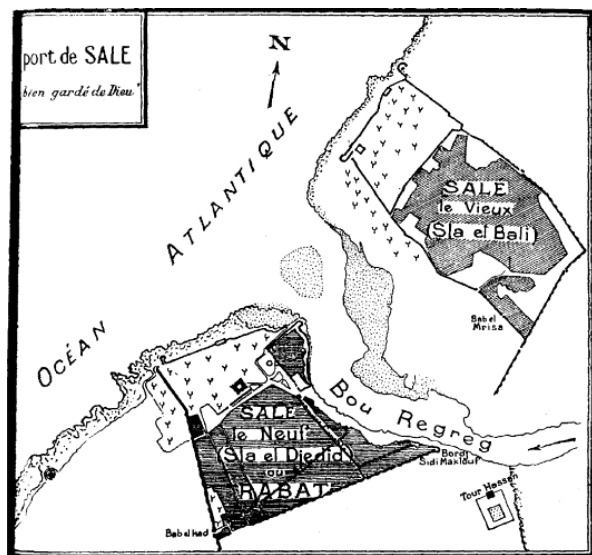 port de SALE
bien gardé de Dieu"
N
OCÉAN
ATLANTIQUE
SALÉ
le Vieux
(Sla el Bali)
Bab el
Mrisa
Bou Regreg
SALÉ
le Neuf
(Sla el Djedid)
ou
RABAT
Bordj
Sidi Maklouf
Tour Hassan
Bab el had